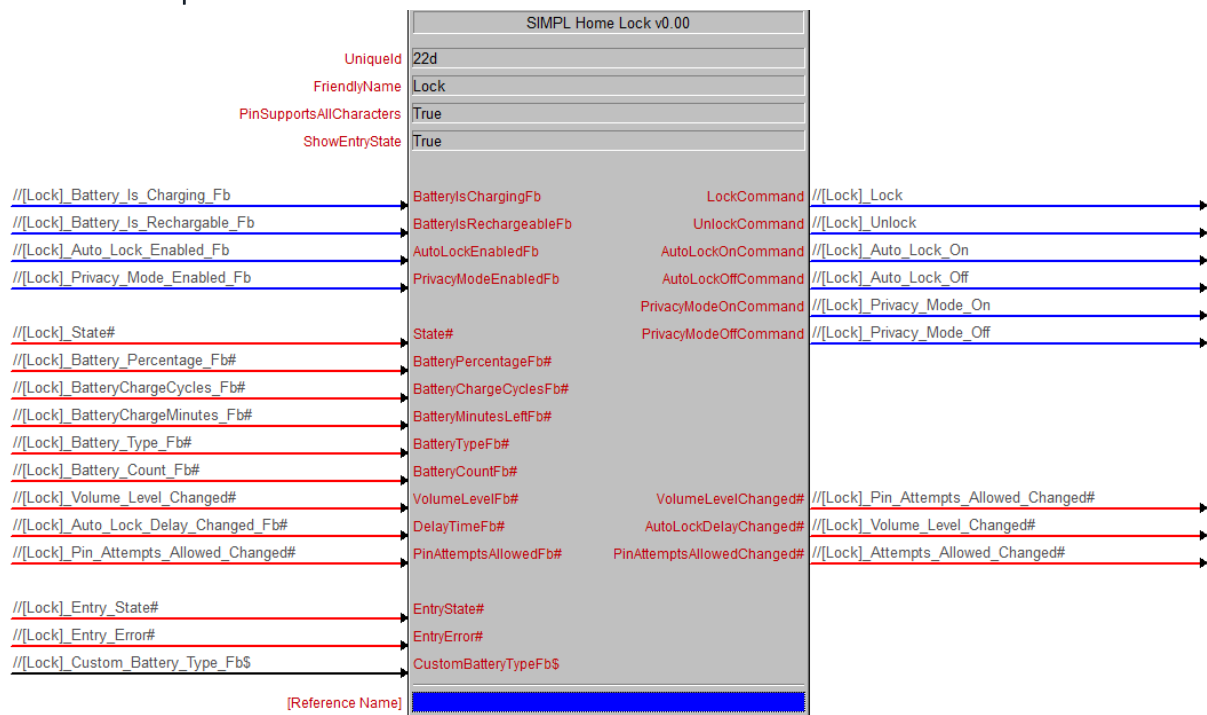 SIMPL Home Lock v0.00
UniqueId 22d
FriendlyName Lock
PinSupportsAllCharacters True
ShowEntryState True
//[Lock]_Battery_Is_Charging_Fb BatteryIsChargingFb LockCommand //[Lock]_Lock
//[Lock]_Battery_Is_Rechargable_Fb BatteryIsRechargeableFb UnlockCommand //[Lock]_Unlock
//[Lock]_Auto_Lock_Enabled_Fb AutoLockEnabledFb AutoLockOnCommand //[Lock]_Auto_Lock_On
//[Lock]_Privacy_Mode_Enabled_Fb PrivacyModeEnabledFb AutoLockOffCommand //[Lock]_Auto_Lock_Off
PrivacyModeOnCommand //[Lock]_Privacy_Mode_On
//[Lock]_State# State# PrivacyModeOffCommand //[Lock]_Privacy_Mode_Off
//[Lock]_Battery_Percentage_Fb# BatteryPercentageFb#
//[Lock]_BatteryChargeCycles_Fb# BatteryChargeCyclesFb#
//[Lock]_BatteryChargeMinutes_Fb# BatteryMinutesLeftFb#
//[Lock]_Battery_Type_Fb# BatteryTypeFb#
//[Lock]_Battery_Count_Fb# BatteryCountFb#
//[Lock]_Volume_Level_Changed# VolumeLevelFb# VolumeLevelChanged# //[Lock]_Pin_Attempts_Allowed_Changed#
//[Lock]_Auto_Lock_Delay_Changed_Fb# DelayTimeFb# AutoLockDelayChanged# //[Lock]_Volume_Level_Changed#
//[Lock]_Pin_Attempts_Allowed_Changed# PinAttemptsAllowedFb# PinAttemptsAllowedChanged# //[Lock]_Attempts_Allowed_Changed#
//[Lock]_Entry_State# EntryState#
//[Lock]_Entry_Error# EntryError#
//[Lock]_Custom_Battery_Type_Fb$ CustomBatteryTypeFb$
[Reference Name]